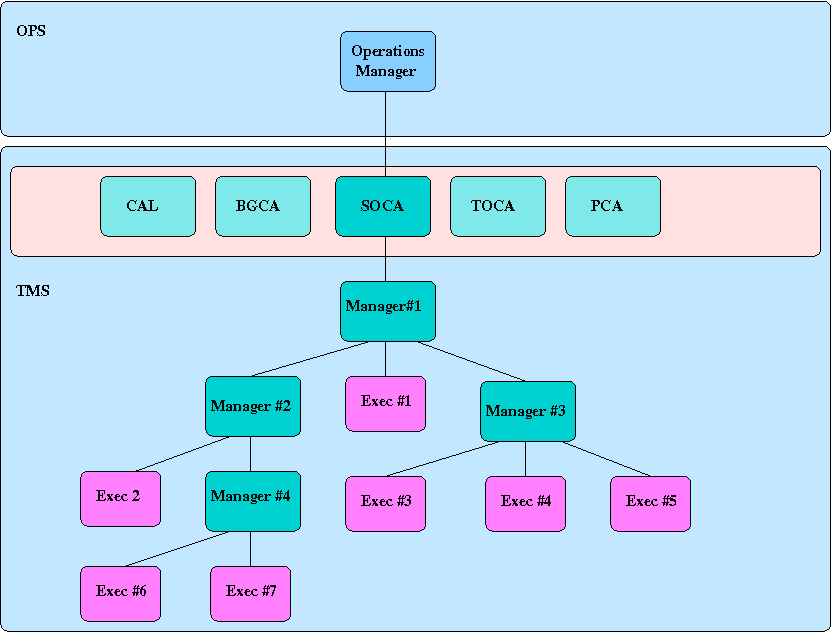 OPS
Operations
Manager
CAL
BGCA
SOCA
TOCA
PCA
TMS
Manager#1
Manager #2
Exec #1
Manager #3
Exec 2
Manager #4
Exec #3
Exec #4
Exec #5
Exec #6
Exec #7